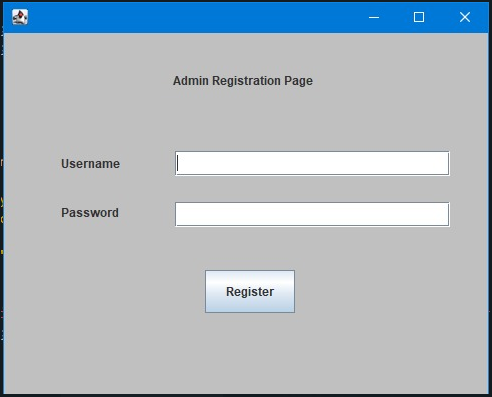 Admin Registration Page
Username
Password
Register